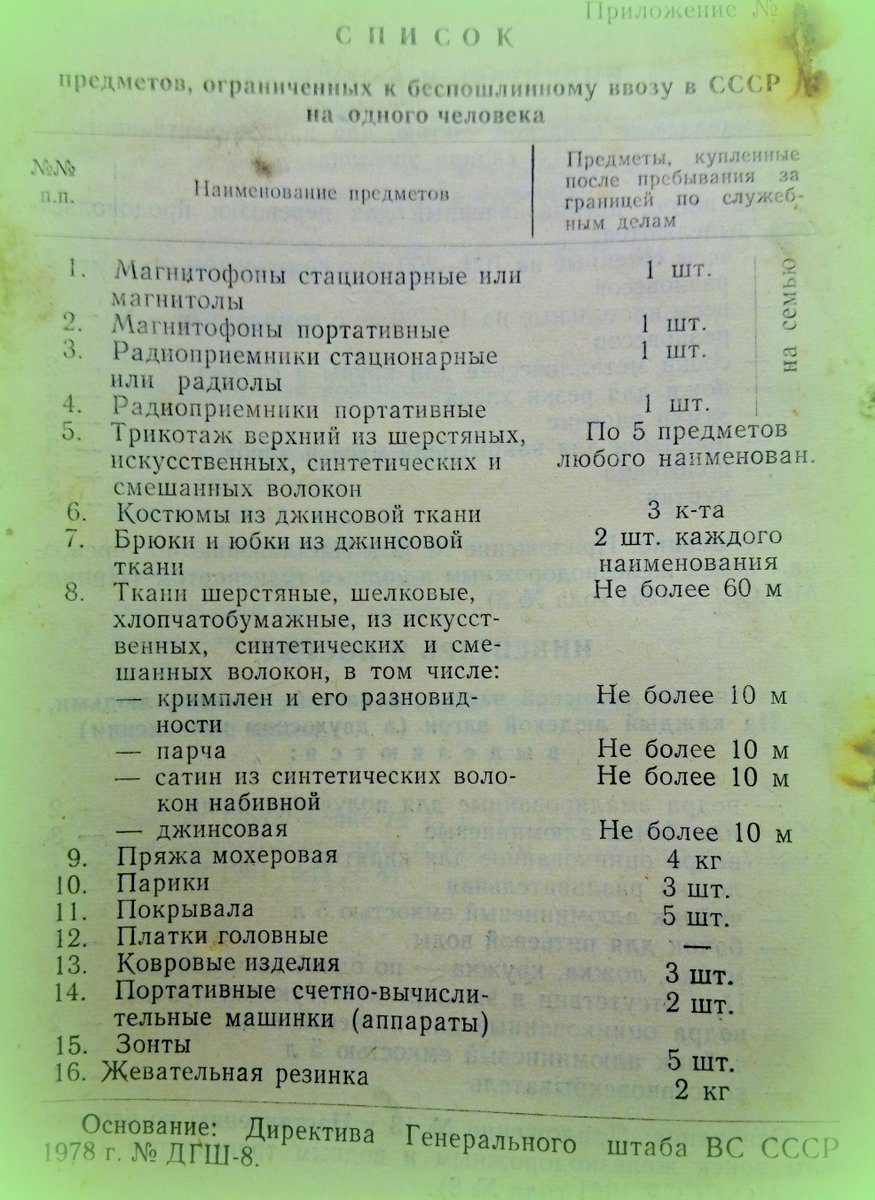 Приложение №
СПИСОК
предметов, ограниченных к беспошлинному ввозу в СССР
на одного человека
№№ п.п.
Наименование предметов
Предметы, купленные
после пребывания за
границей по служеб-
ным делам
1. Магнитофоны стационарные или 1 шт.
магнитолы
2. Магнитофоны портативные 1 шт.
3. Радиоприемники стационарные 1 шт.
или радиолы
4. Радиоприемники портативные 1 шт.
на семью
5. Трикотаж верхний из шерстяных, По 5 предметов
искусственных, синтетических и любого наименован.
смешанных волокон
6. Костюмы из джинсовой ткани 3 к-та
7. Брюки и юбки из джинсовой 2 шт. каждого
ткани наименования
8. Ткани шерстяные, шелковые, Не более 60 м
хлопчатобумажные, из искусст-
венных, синтетических и сме-
шанных волокон, в том числе:
— кримплен и его разновид- Не более 10 м
ности
— парча Не более 10 м
— сатин из синтетических воло- Не более 10 м
кон набивной
— джинсовая Не более 10 м
9. Пряжа мохеровая 4 кг
10. Парики 3 шт.
11. Покрывала 5 шт.
12. Платки головные —
13. Ковровые изделия 3 шт.
14. Портативные счетно-вычисли- 2 шт.
тельные машинки (аппараты)
15. Зонты 5 шт.
16. Жевательная резинка 2 кг
Основание: Директива Генерального штаба ВС СССР
1978 г. № ДГШ-8.